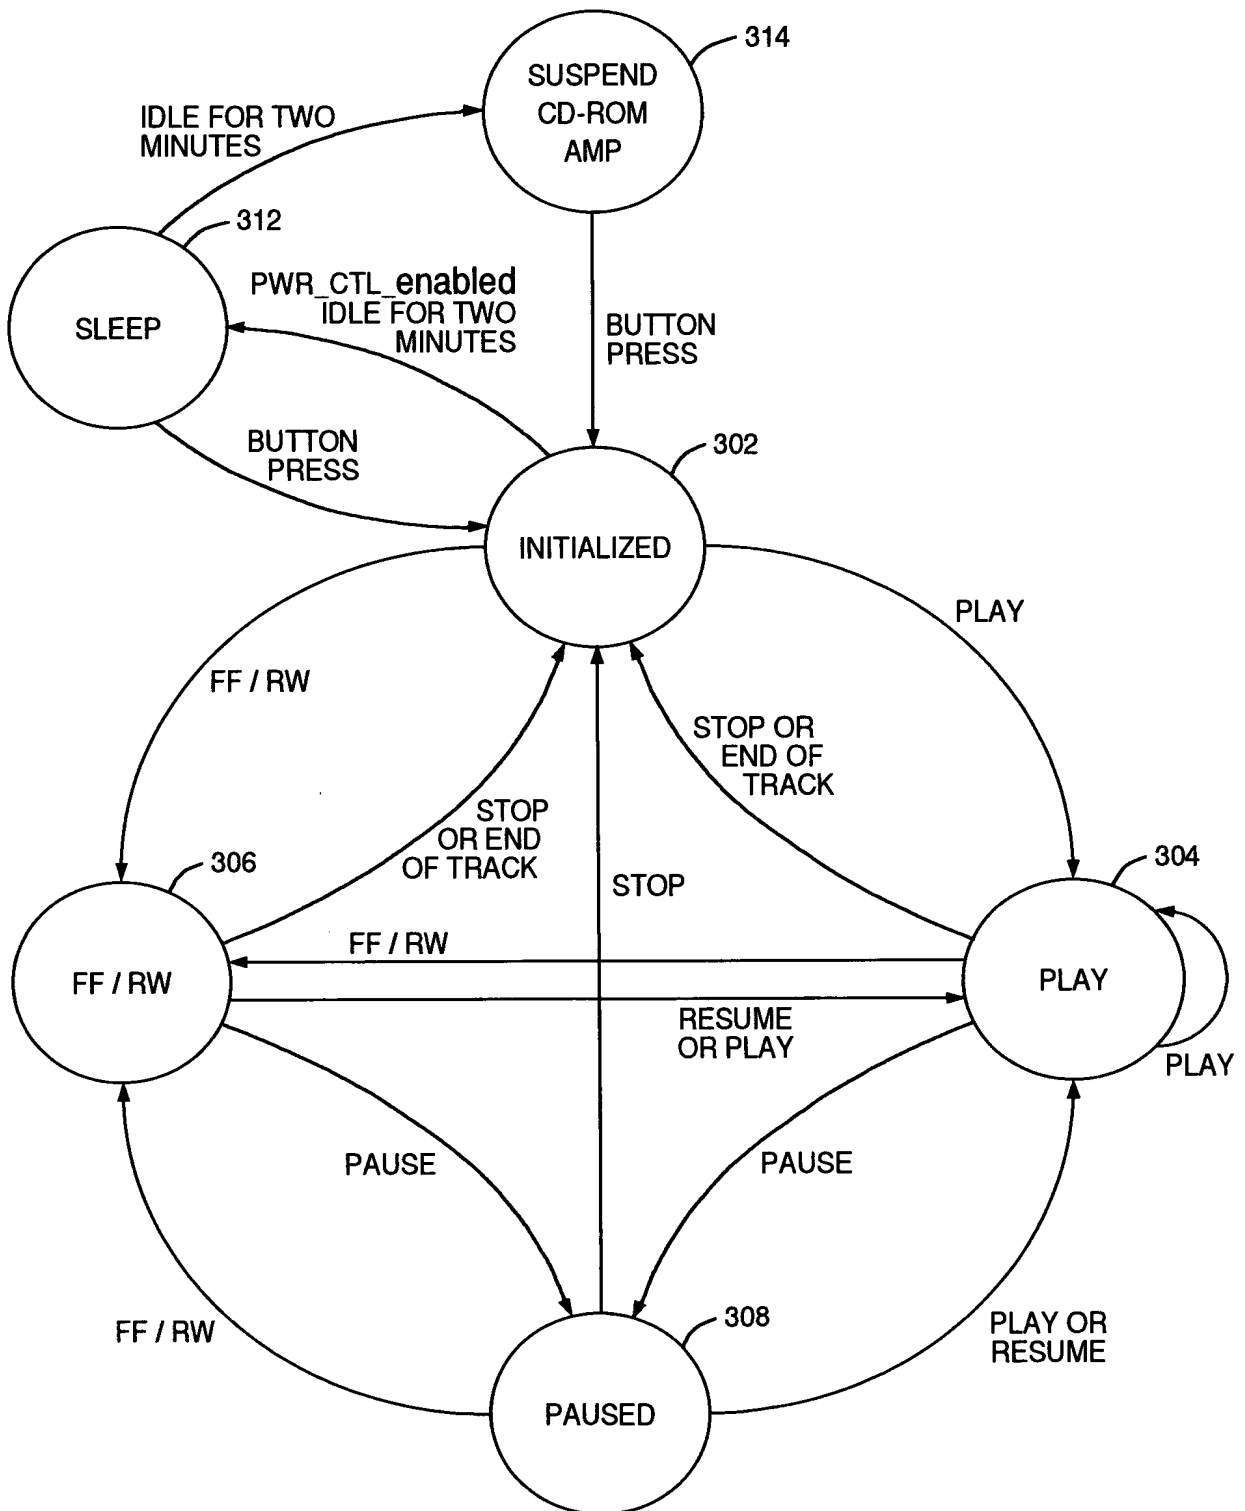 314
SUSPEND
CD-ROM
AMP
IDLE FOR TWO
MINUTES
312
SLEEP
PWR_CTL_enabled
IDLE FOR TWO
MINUTES
BUTTON
PRESS
BUTTON
PRESS
302
INITIALIZED
PLAY
FF / RW
STOP OR
END OF
TRACK
STOP
OR END
OF TRACK
STOP
306
304
FF / RW
FF / RW
PLAY
RESUME
OR PLAY
PLAY
PAUSE
PAUSE
308
FF / RW
PLAY OR
RESUME
PAUSED